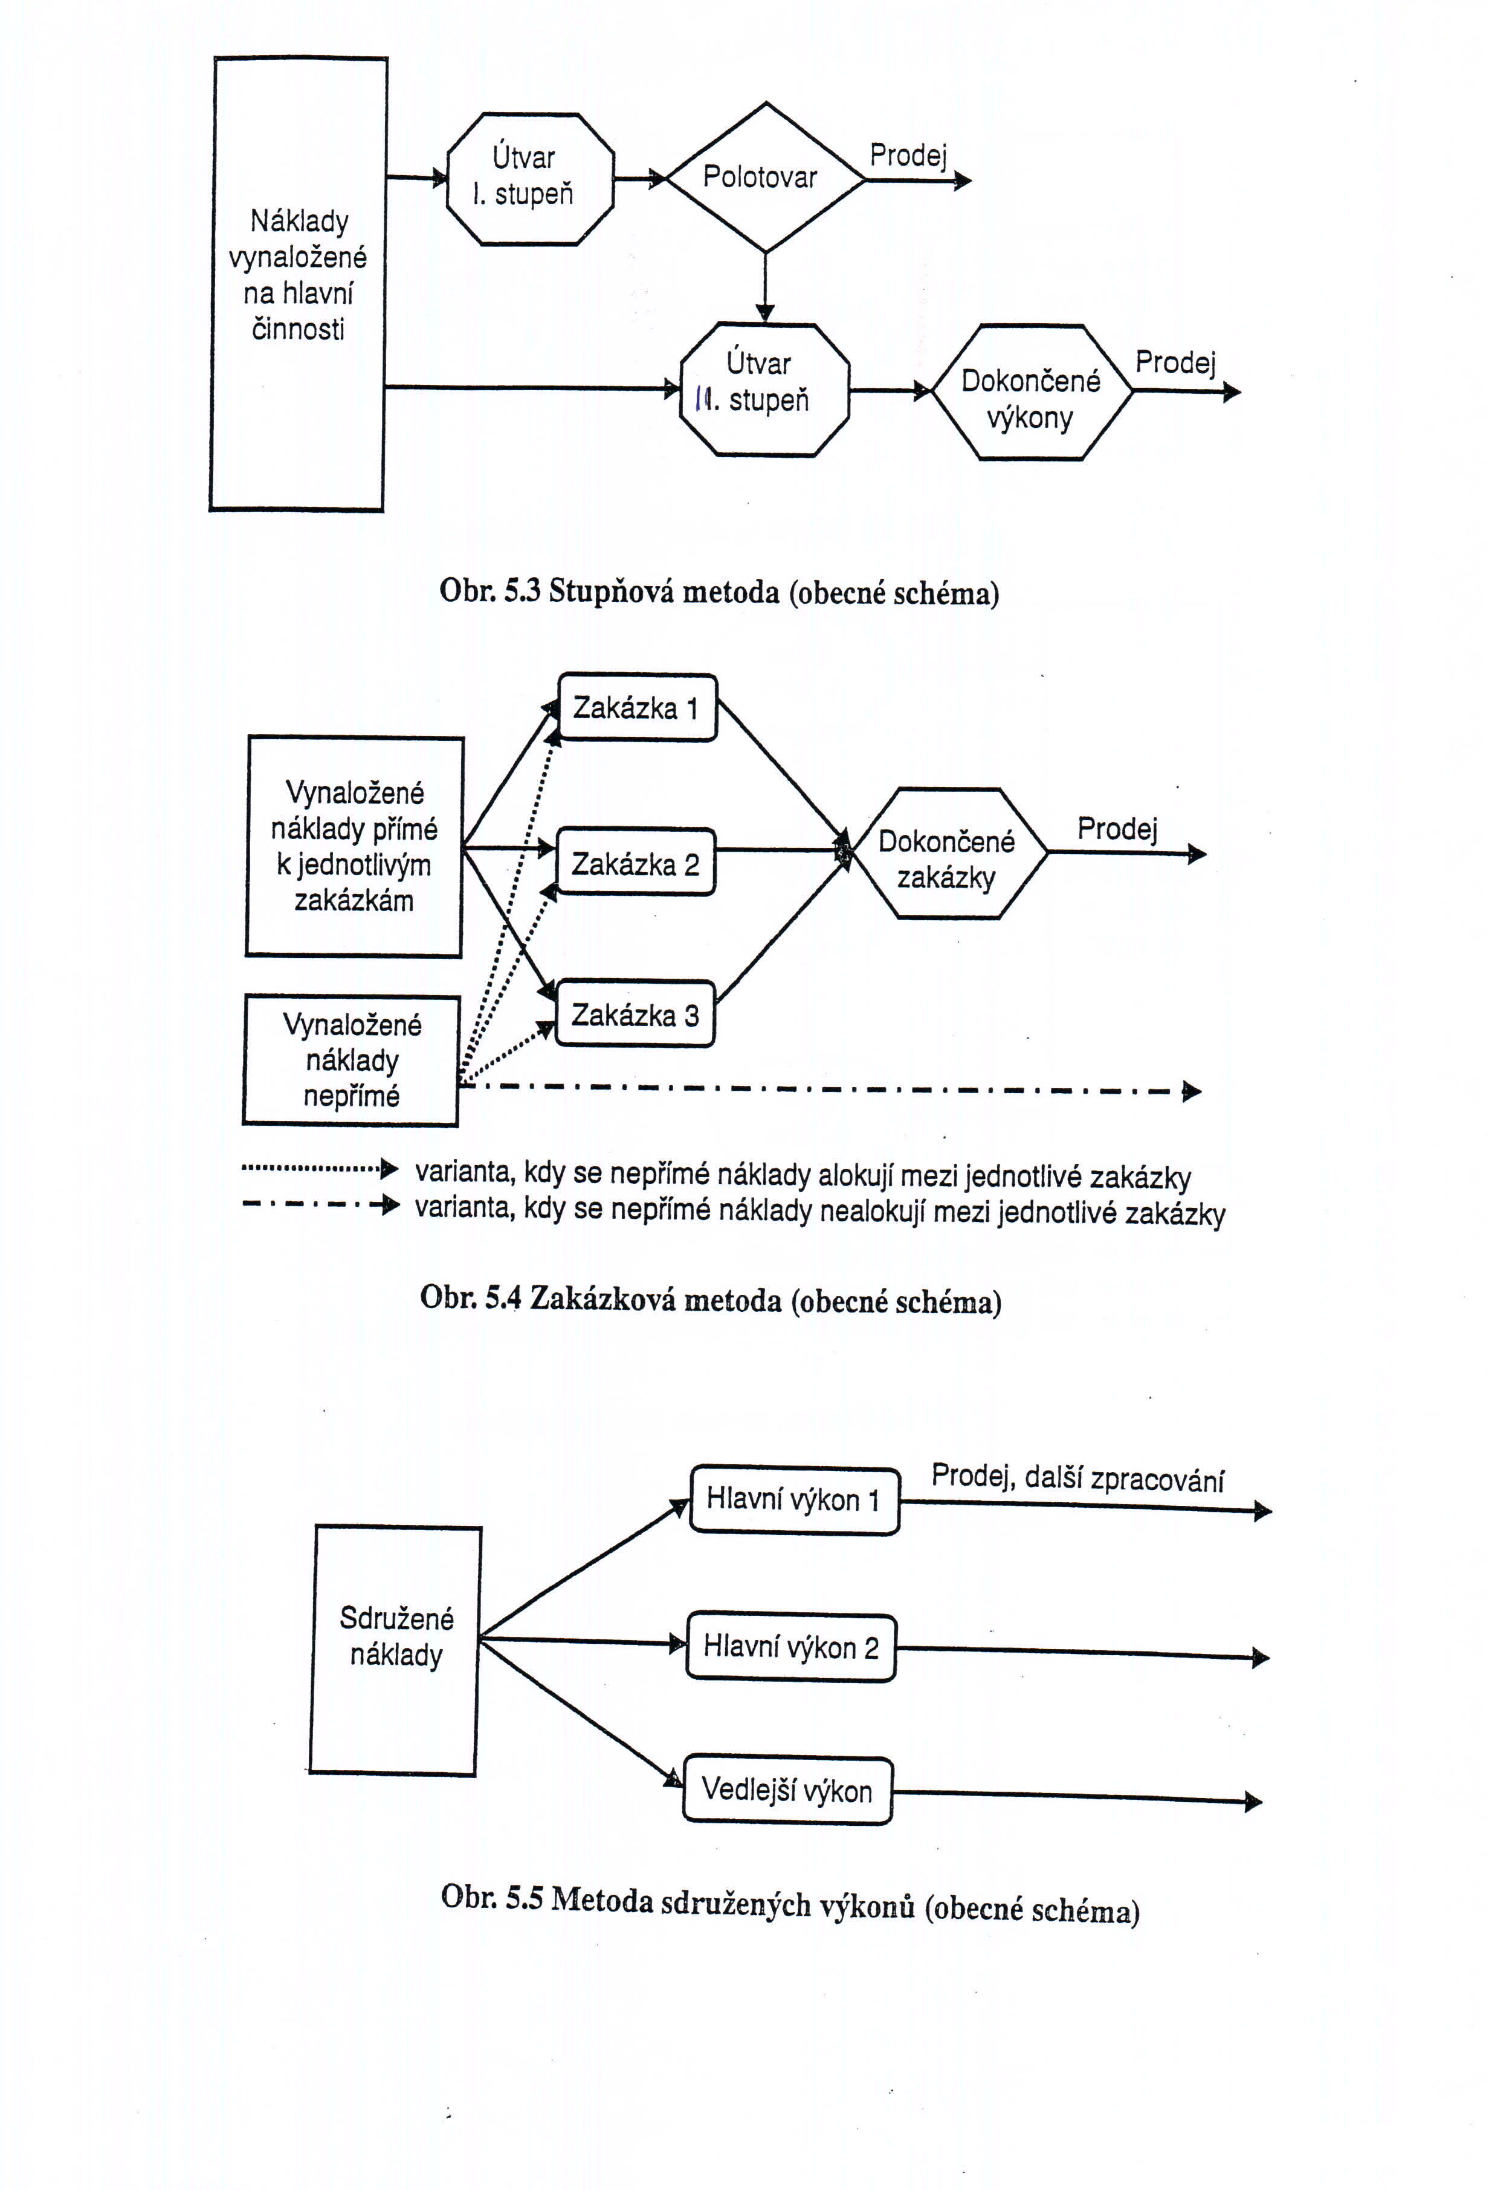 Náklady
vynaložené
na hlavní
činnosti
Útvar
I. stupeň
Polotovar
Prodej
Útvar
II. stupeň
Dokončené
výkony
Prodej
Obr. 5.3 Stupňová metoda (obecné schéma)
Vynaložené
náklady přímé
k jednotlivým
zakázkám
Vynaložené
náklady
nepřímé
Zakázka 1
Zakázka 2
Zakázka 3
Dokončené
zakázky
Prodej
varianta, kdy se nepřímé náklady alokují mezi jednotlivé zakázky
varianta, kdy se nepřímé náklady nealokují mezi jednotlivé zakázky
Obr. 5.4 Zakázková metoda (obecné schéma)
Sdružené
náklady
Hlavní výkon 1
Prodej, další zpracování
Hlavní výkon 2
Vedlejší výkon
Obr. 5.5 Metoda sdružených výkonů (obecné schéma)